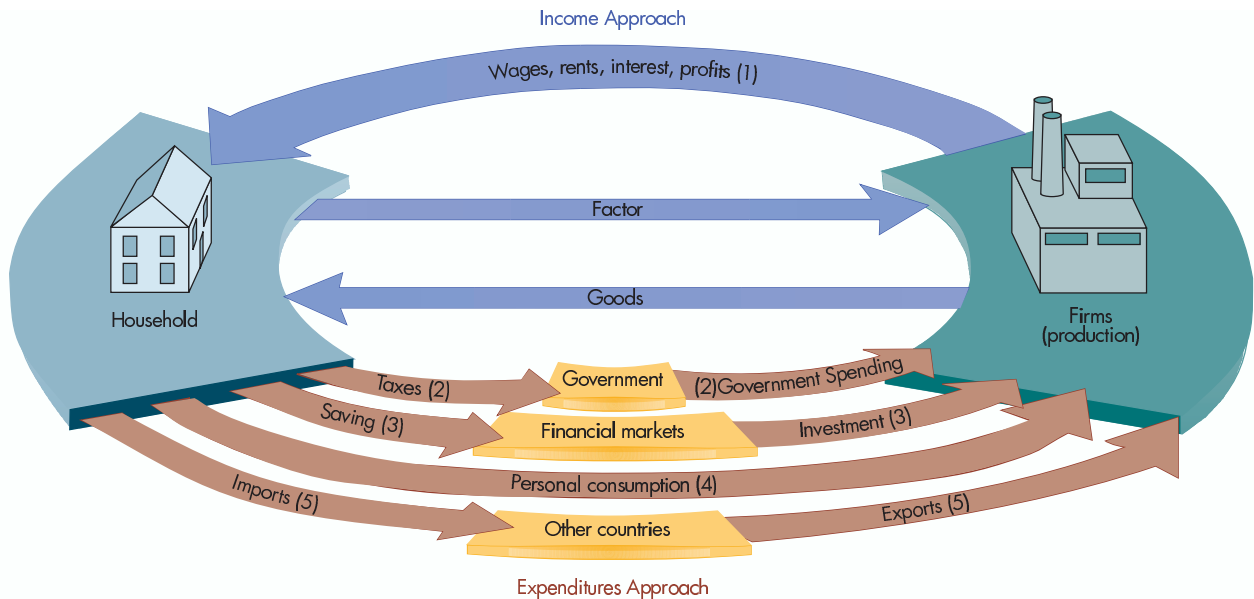 Income Approach
Wages, rents, interest, profits (1)
Factor
Goods
Household
Firms
(production)
Taxes (2)
Government
(2)Government Spending
Saving (3)
Financial markets
Investment (3)
Personal consumption (4)
Imports (5)
Other countries
Exports (5)
Expenditures Approach